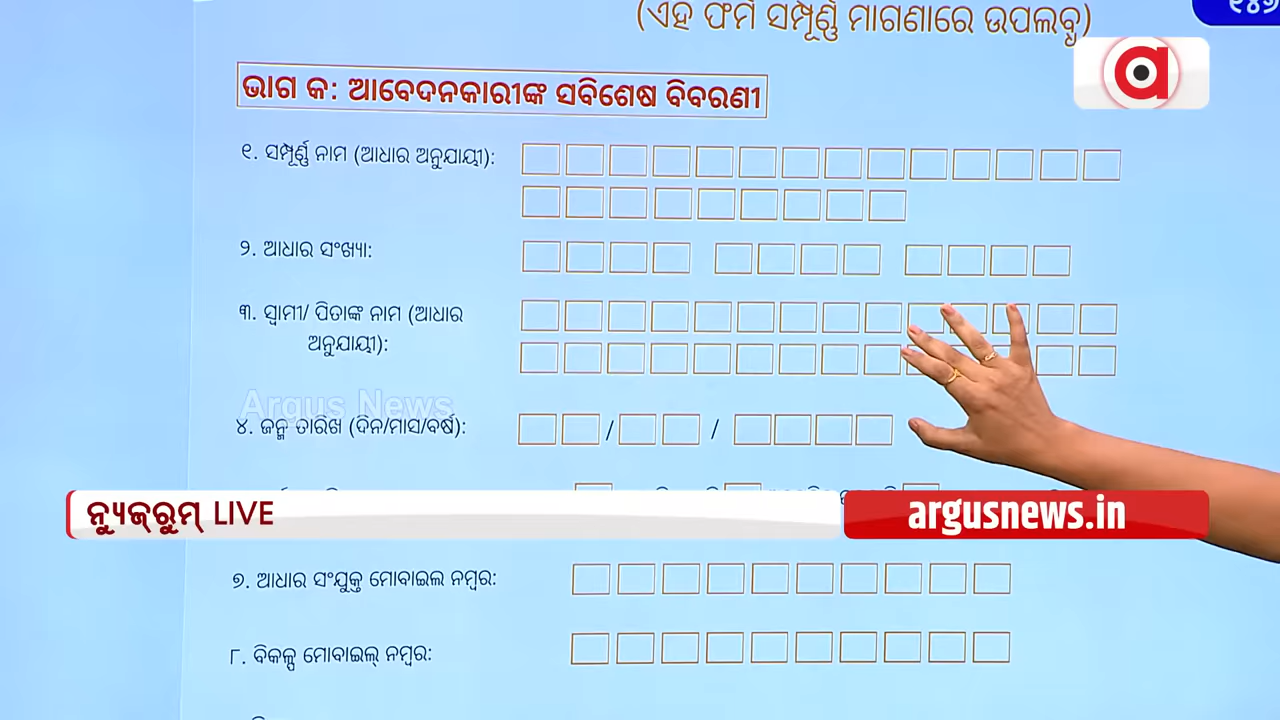 (ଏହି ଫର୍ମ ସମ୍ପୂର୍ଣ୍ଣ ମାଗଣାରେ ଉପଲବ୍ଧ)
ଭାଗ କ: ଆବେଦନକାରୀଙ୍କ ସବିଶେଷ ବିବରଣୀ
୧. ସମ୍ପୂର୍ଣ୍ଣ ନାମ (ଆଧାର ଅନୁଯାୟୀ):
୨. ଆଧାର ସଂଖ୍ୟା:
୩. ସ୍ୱାମୀ/ ପିତାଙ୍କ ନାମ (ଆଧାର
ଅନୁଯାୟୀ):
Argus News
୪. ଜନ୍ମ ତାରିଖ (ଦିନ/ମାସ/ବର୍ଷ):
/ /
ନ୍ୟୁଜ୍‌ରୁମ୍ LIVE
argusnews.in
୭. ଆଧାର ସଂଯୁକ୍ତ ମୋବାଇଲ ନମ୍ବର:
୮. ବିକଳ୍ପ ମୋବାଇଲ୍ ନମ୍ବର: